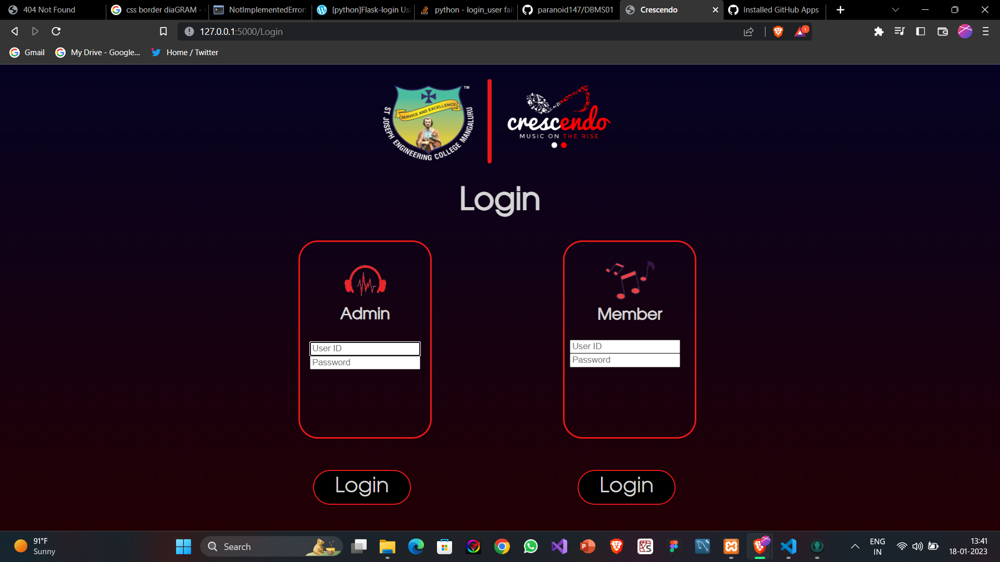 404 Not Found
css border diaGRAM -
NotImplementedError:
[python]Flask-login Us
python - login_user fai
paranoid147/DBMS01
Crescendo
Installed GitHub Apps
127.0.0.1:5000/Login
1
Gmail
My Drive - Google...
Home / Twitter
TM
SERVICE AND EXCELLENCE
ST JOSEPH ENGINEERING COLLEGE MANGALURU
crescendo
MUSIC ON THE RISE
Login
Admin
Member
User ID
Password
User ID
Password
Login
Login
91°F
Sunny
Search
ENG
IN
13:41
18-01-2023